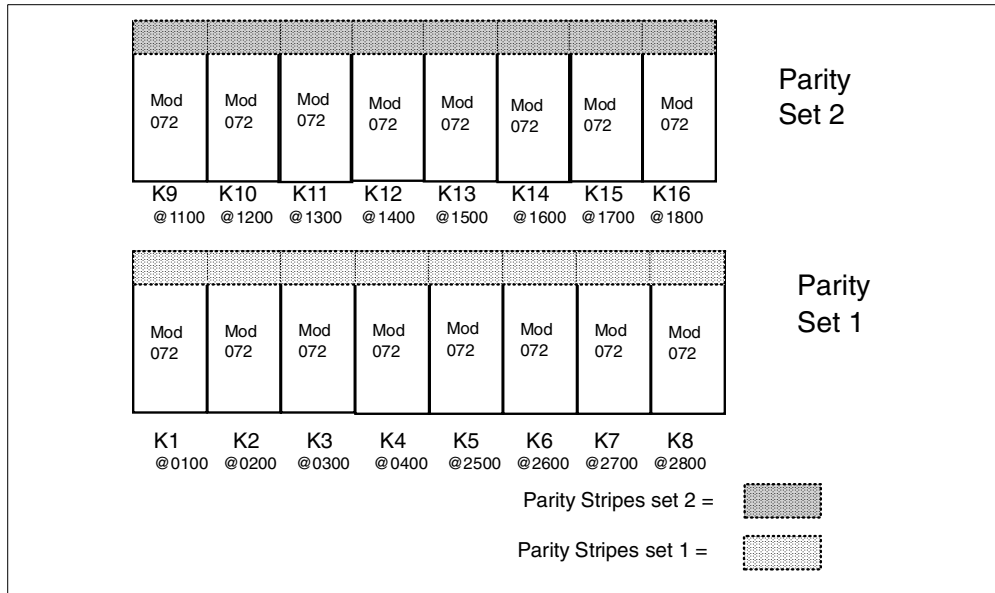 Mod 072 Mod 072 Mod 072 Mod 072 Mod 072 Mod 072 Mod 072 Mod 072
K9 K10 K11 K12 K13 K14 K15 K16
@1100 @1200 @1300 @1400 @1500 @1600 @1700 @1800
Parity
Set 2
Mod 072 Mod 072 Mod 072 Mod 072 Mod 072 Mod 072 Mod 072 Mod 072
K1 K2 K3 K4 K5 K6 K7 K8
@0100 @0200 @0300 @0400 @2500 @2600 @2700 @2800
Parity
Set 1
Parity Stripes set 2 =
Parity Stripes set 1 =